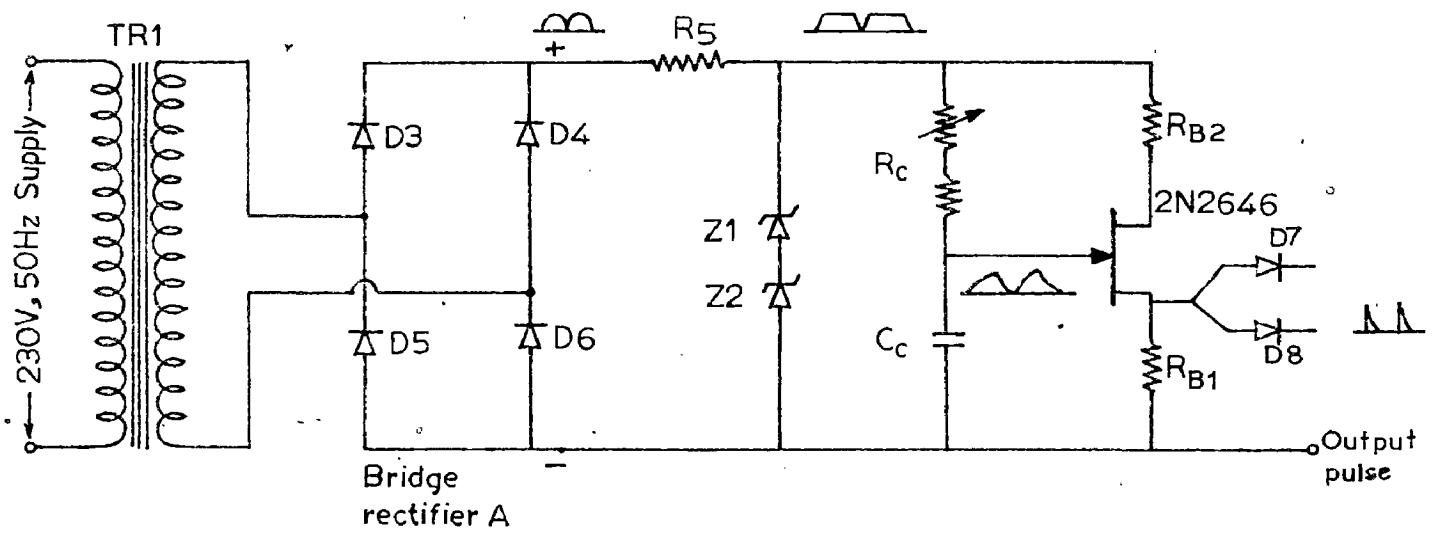 TR1
230V, 50Hz Supply
+
R5
D3
D4
D5
D6
Z1
Z2
RC
CC
RB2
2N2646
D7
D8
RB1
−
Bridge
rectifier A
Output
pulse